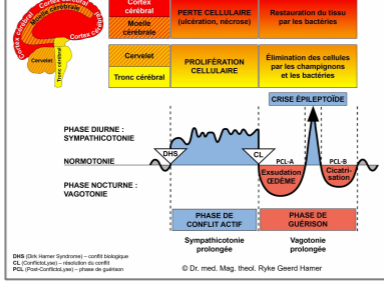 Cortex
cérébral
Moelle
cérébrale
PERTE CELLULAIRE
(ulcération, nécrose)
Restauration du tissu
par les bactéries
Cervelet
Tronc cérébral
PROLIFÉRATION
CELLULAIRE
Élimination des cellules
par les champignons
et les bactéries
Cortex cérébral
Moelle cérébrale
Cortex cérébral
Cervelet
Tronc cérébral
CRISE ÉPILEPTOÏDE
PHASE DIURNE :
SYMPATHICOTONIE
DHS
CL
PCL-A
PCL-B
NORMOTONIE
Exsudation
ŒDÈME
Cicatri-
sation
PHASE NOCTURNE :
VAGOTONIE
PHASE DE
CONFLIT ACTIF
PHASE DE
GUÉRISON
Sympathicotonie
prolongée
Vagotonie
prolongée
DHS (Dirk Hamer Syndrome) – conflit biologique
CL (ConflictoLyse) – résolution du conflit
PCL (Post-ConflictoLyse) – phase de guérison
© Dr. med. Mag. theol. Ryke Geerd Hamer